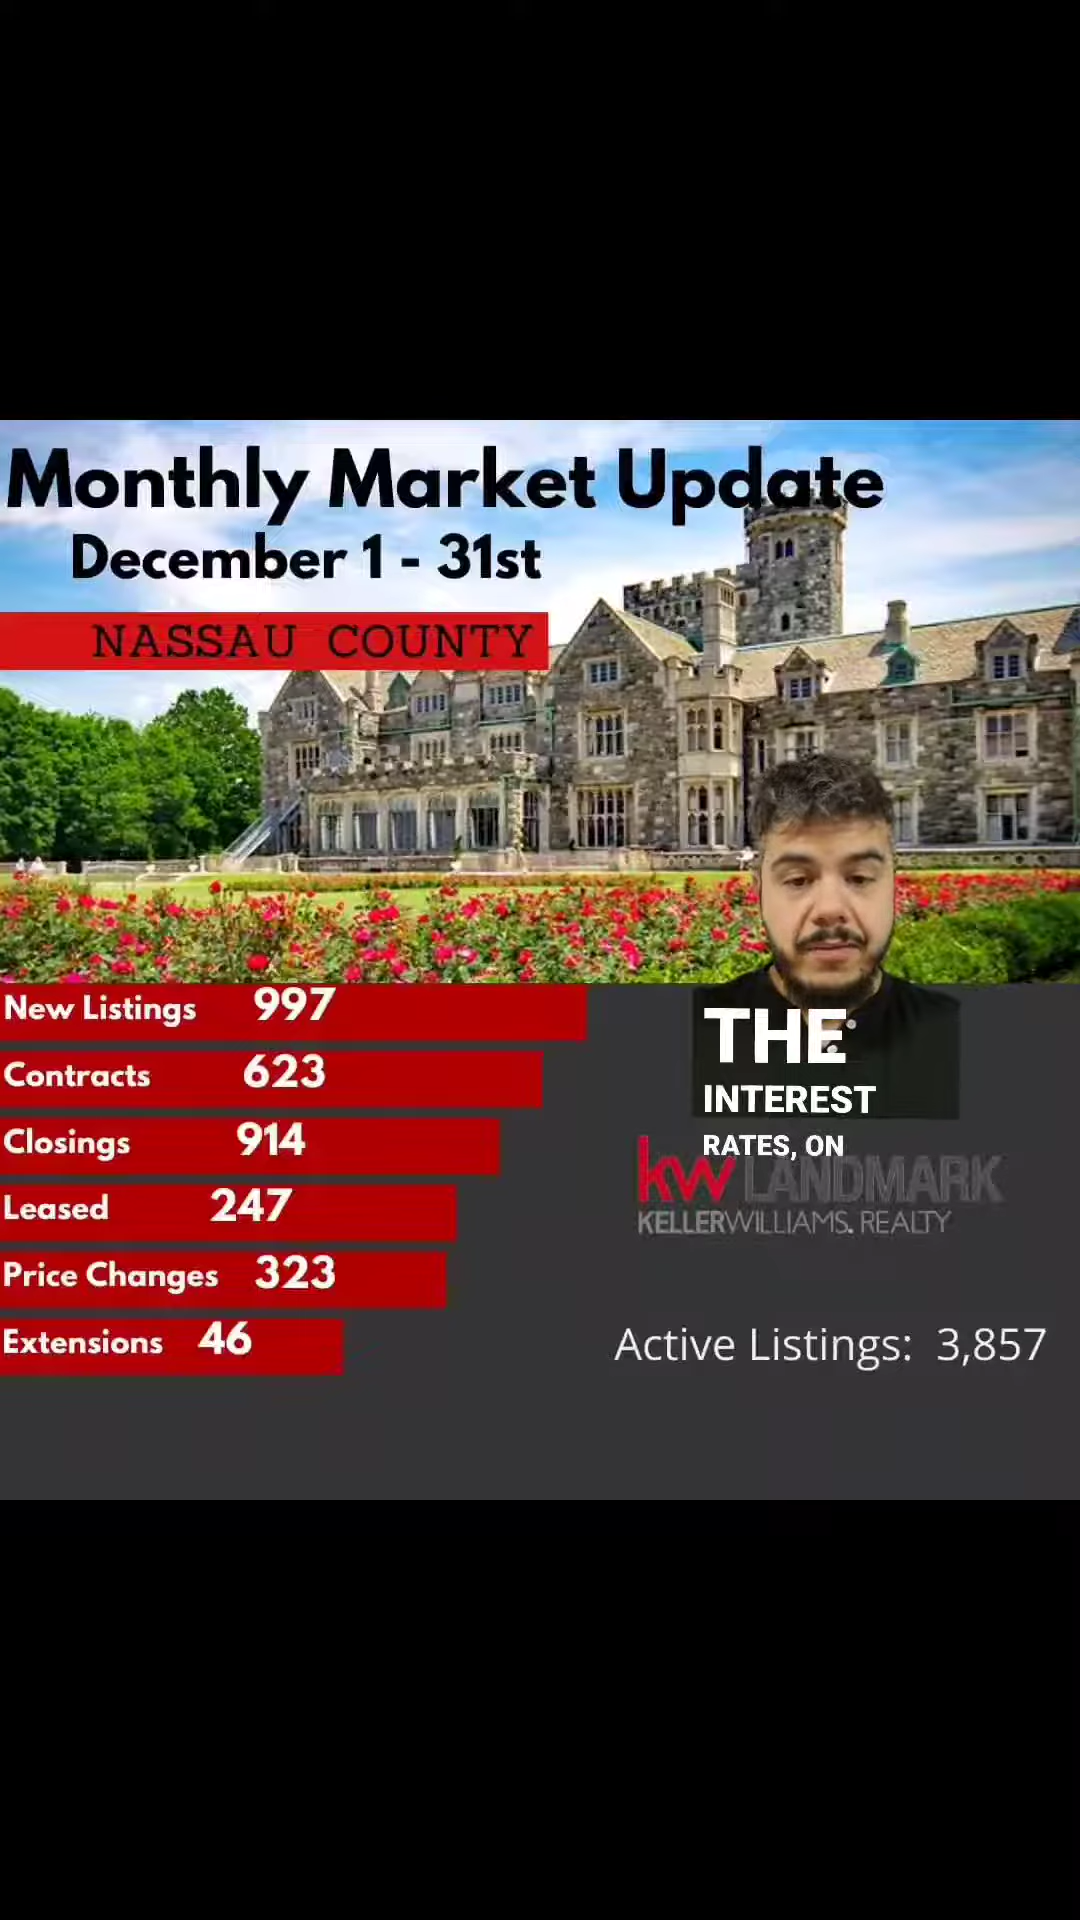 Monthly Market Update
December 1 - 31st
NASSAU COUNTY
New Listings 997
Contracts 623
Closings 914
Leased 247
Price Changes 323
Extensions 46
THE
INTEREST
RATES, ON
kw LANDMARK
KELLERWILLIAMS. REALTY
Active Listings: 3,857